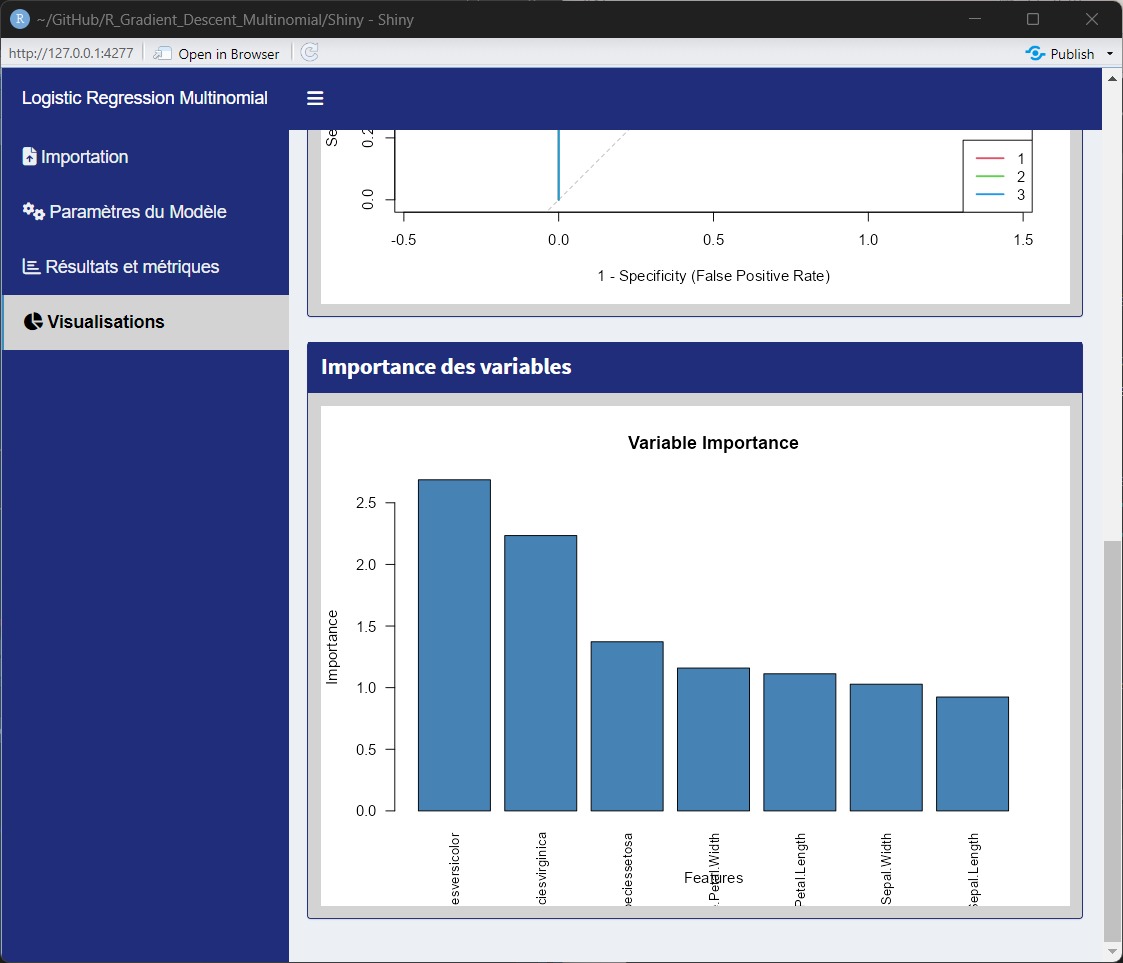 R ~/GitHub/R_Gradient_Descent_Multinomial/Shiny - Shiny
http://127.0.0.1:4277 Open in Browser Publish
Logistic Regression Multinomial
Importation
Paramètres du Modèle
Résultats et métriques
Visualisations
Se
0.2
0.0
1
2
3
-0.5 0.0 0.5 1.0 1.5
1 - Specificity (False Positive Rate)
Importance des variables
Variable Importance
Importance
2.5
2.0
1.5
1.0
0.5
0.0
esversicolor
ciesvirginica
eciessetosa
.Petal.Width
Petal.Length
Sepal.Width
Sepal.Length
Features